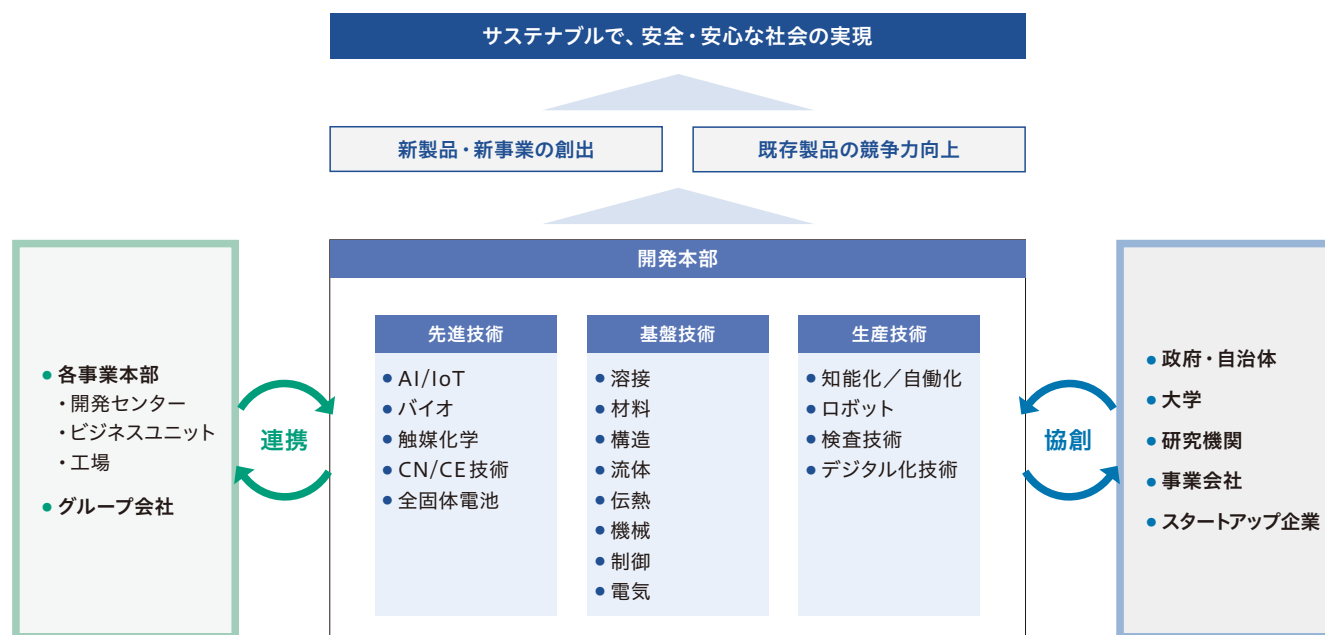 サステナブルで、安全・安心な社会の実現
新製品・新事業の創出
既存製品の競争力向上
● 各事業本部
・開発センター
・ビジネスユニット
・工場
● グループ会社
連携
開発本部
先進技術
● AI/IoT
● バイオ
● 触媒化学
● CN/CE技術
● 全固体電池
基盤技術
● 溶接
● 材料
● 構造
● 流体
● 伝熱
● 機械
● 制御
● 電気
生産技術
● 知能化／自働化
● ロボット
● 検査技術
● デジタル化技術
協創
● 政府・自治体
● 大学
● 研究機関
● 事業会社
● スタートアップ企業